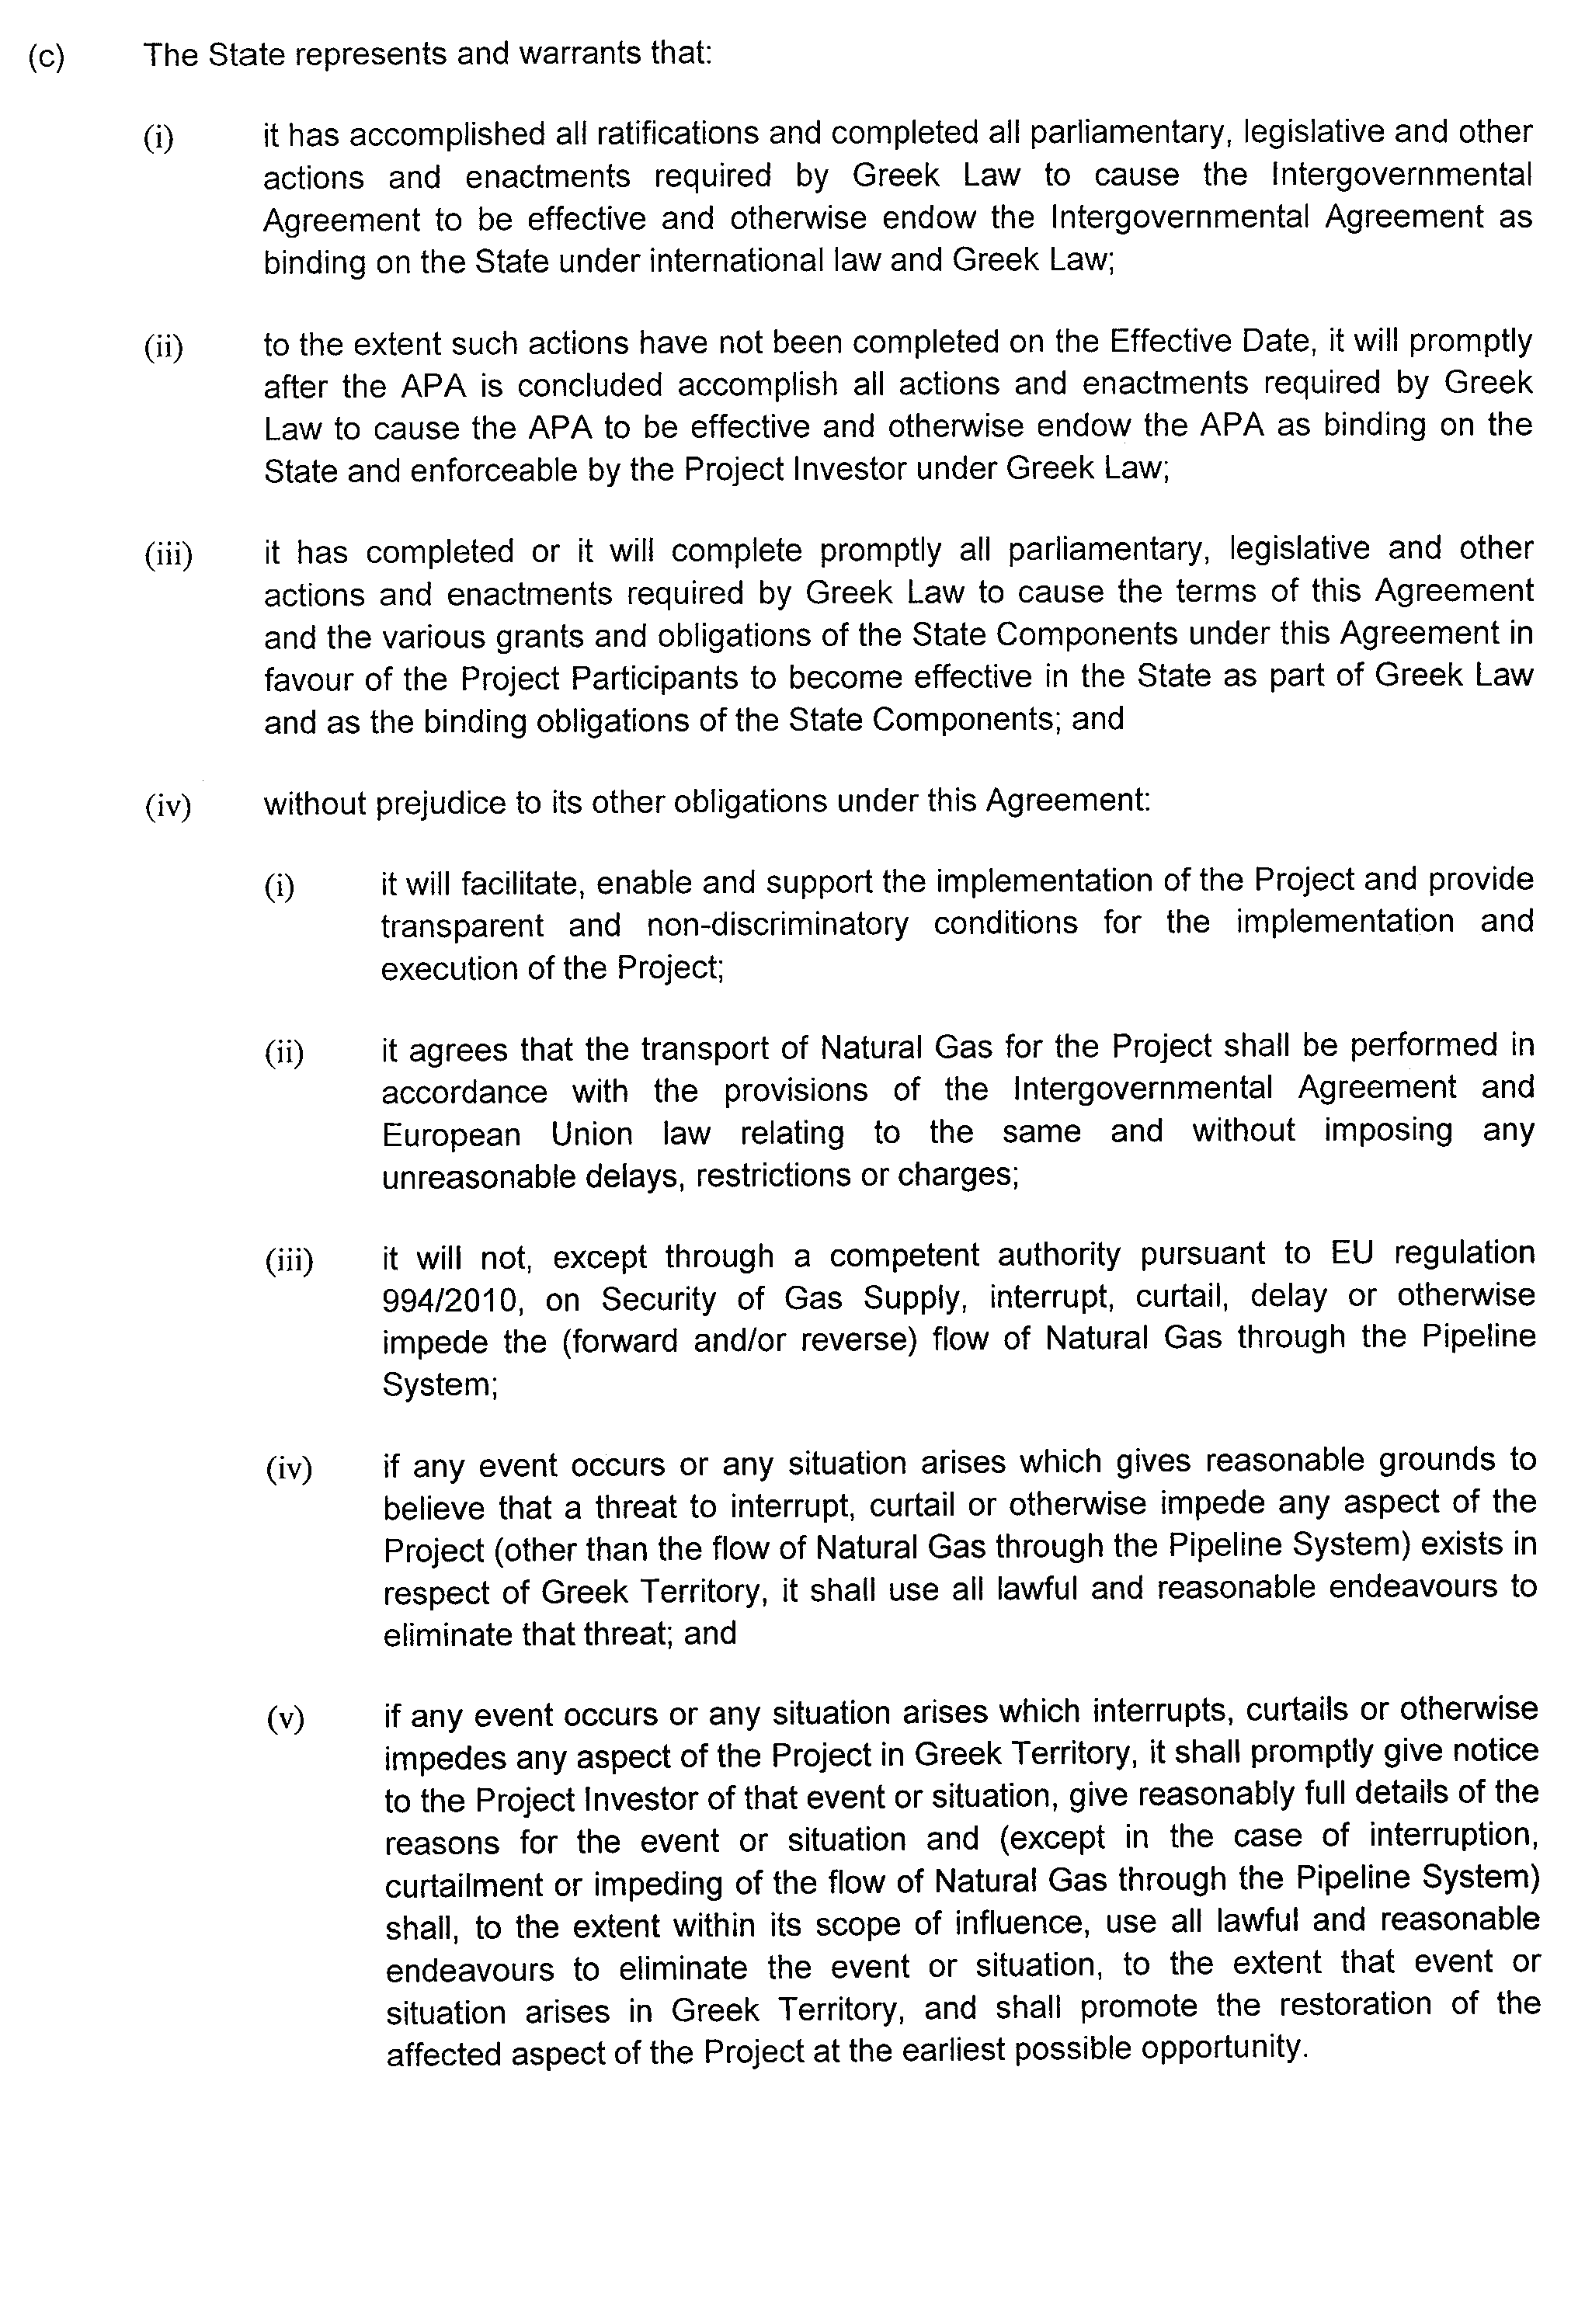 (c) The State represents and warrants that:
(i) it has accomplished all ratifications and completed all parliamentary, legislative and other
actions and enactments required by Greek Law to cause the Intergovernmental
Agreement to be effective and otherwise endow the Intergovernmental Agreement as
binding on the State under international law and Greek Law;
(ii) to the extent such actions have not been completed on the Effective Date, it will promptly
after the APA is concluded accomplish all actions and enactments required by Greek
Law to cause the APA to be effective and otherwise endow the APA as binding on the
State and enforceable by the Project Investor under Greek Law;
(iii) it has completed or it will complete promptly all parliamentary, legislative and other
actions and enactments required by Greek Law to cause the terms of this Agreement
and the various grants and obligations of the State Components under this Agreement in
favour of the Project Participants to become effective in the State as part of Greek Law
and as the binding obligations of the State Components; and
(iv) without prejudice to its other obligations under this Agreement:
(i) it will facilitate, enable and support the implementation of the Project and provide
transparent and non-discriminatory conditions for the implementation and
execution of the Project;
(ii) it agrees that the transport of Natural Gas for the Project shall be performed in
accordance with the provisions of the Intergovernmental Agreement and
European Union law relating to the same and without imposing any
unreasonable delays, restrictions or charges;
(iii) it will not, except through a competent authority pursuant to EU regulation
994/2010, on Security of Gas Supply, interrupt, curtail, delay or otherwise
impede the (forward and/or reverse) flow of Natural Gas through the Pipeline
System;
(iv) if any event occurs or any situation arises which gives reasonable grounds to
believe that a threat to interrupt, curtail or otherwise impede any aspect of the
Project (other than the flow of Natural Gas through the Pipeline System) exists in
respect of Greek Territory, it shall use all lawful and reasonable endeavours to
eliminate that threat; and
(v) if any event occurs or any situation arises which interrupts, curtails or otherwise
impedes any aspect of the Project in Greek Territory, it shall promptly give notice
to the Project Investor of that event or situation, give reasonably full details of the
reasons for the event or situation and (except in the case of interruption,
curtailment or impeding of the flow of Natural Gas through the Pipeline System)
shall, to the extent within its scope of influence, use all lawful and reasonable
endeavours to eliminate the event or situation, to the extent that event or
situation arises in Greek Territory, and shall promote the restoration of the
affected aspect of the Project at the earliest possible opportunity.